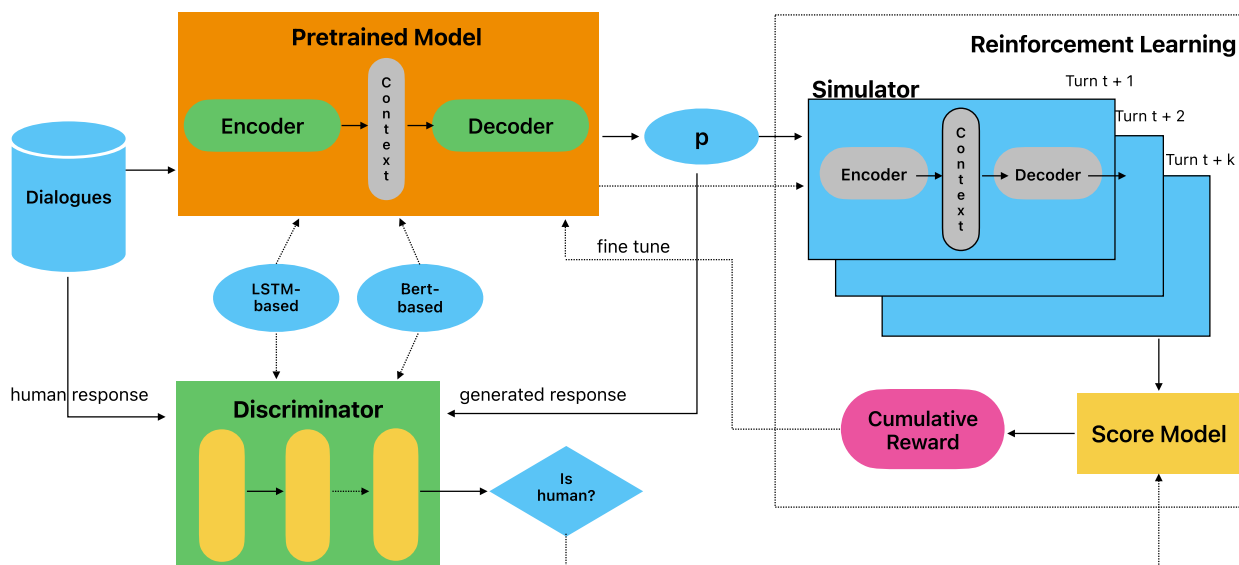 Pretrained Model
Reinforcement Learning
Encoder
C
o
n
t
e
x
t
Decoder
p
Simulator
Turn t + 1
Turn t + 2
Turn t + k
Encoder
C
o
n
t
e
x
t
Decoder
Dialogues
fine tune
LSTM-
based
Bert-
based
human response
generated response
Discriminator
Cumulative
Reward
Score Model
Is
human?